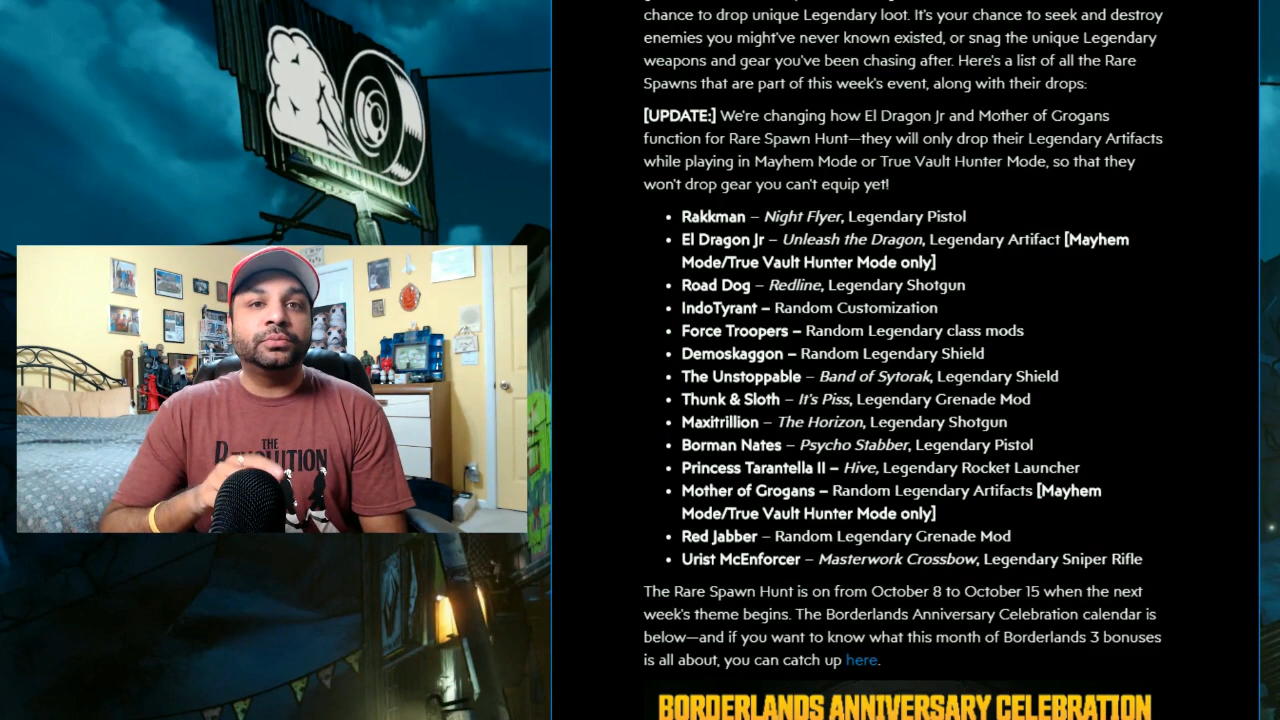 chance to drop unique Legendary loot. It's your chance to seek and destroy
enemies you might've never known existed, or snag the unique Legendary
weapons and gear you've been chasing after. Here's a list of all the Rare
Spawns that are part of this week's event, along with their drops:
[UPDATE:] We're changing how El Dragon Jr and Mother of Grogans
function for Rare Spawn Hunt—they will only drop their Legendary Artifacts
while playing in Mayhem Mode or True Vault Hunter Mode, so that they
won't drop gear you can't equip yet!
• Rakkman – Night Flyer, Legendary Pistol
• El Dragon Jr – Unleash the Dragon, Legendary Artifact [Mayhem
Mode/True Vault Hunter Mode only]
• Road Dog – Redline, Legendary Shotgun
• IndoTyrant – Random Customization
• Force Troopers – Random Legendary class mods
• Demoskaggon – Random Legendary Shield
• The Unstoppable – Band of Sytorak, Legendary Shield
• Thunk & Sloth – It's Piss, Legendary Grenade Mod
• Maxitrillion – The Horizon, Legendary Shotgun
• Borman Nates – Psycho Stabber, Legendary Pistol
• Princess Tarantella II – Hive, Legendary Rocket Launcher
• Mother of Grogans – Random Legendary Artifacts [Mayhem
Mode/True Vault Hunter Mode only]
• Red Jabber – Random Legendary Grenade Mod
• Urist McEnforcer – Masterwork Crossbow, Legendary Sniper Rifle
The Rare Spawn Hunt is on from October 8 to October 15 when the next
week's theme begins. The Borderlands Anniversary Celebration calendar is
below—and if you want to know what this month of Borderlands 3 bonuses
is all about, you can catch up here.
BORDERLANDS ANNIVERSARY CELEBRATION
THE
REVOLUTION